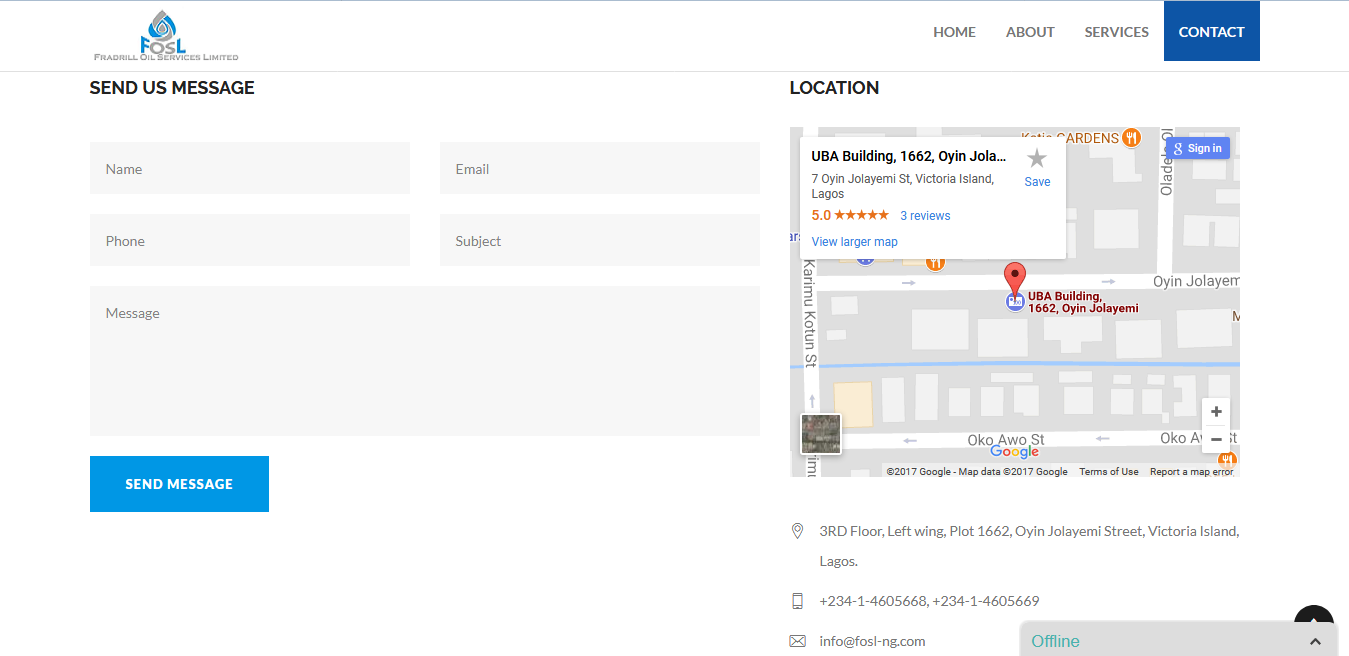 FOSL
FRADRILL OIL SERVICES LIMITED
HOME
ABOUT
SERVICES
CONTACT
SEND US MESSAGE
Name
Email
Phone
Subject
Message
SEND MESSAGE
LOCATION
GARDENS
Sign in
UBA Building, 1662, Oyin Jola...
7 Oyin Jolayemi St, Victoria Island,
Lagos
Save
5.0
3 reviews
View larger map
Karimu Kotun St
Oyin Jolayem
UBA Building,
1662, Oyin Jolayemi
Oko Awo St
Google
©2017 Google - Map data ©2017 Google
Terms of Use
Report a map error
3RD Floor, Left wing, Plot 1662, Oyin Jolayemi Street, Victoria Island,
Lagos.
+234-1-4605668, +234-1-4605669
info@fosl-ng.com
Offline